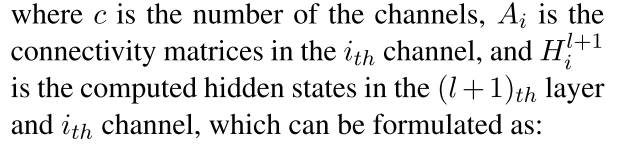 where c is the number of the channels, A_i is the
connectivity matrices in the i_{th} channel, and H_i^{l+1}
is the computed hidden states in the (l+1)_{th} layer
and i_{th} channel, which can be formulated as: